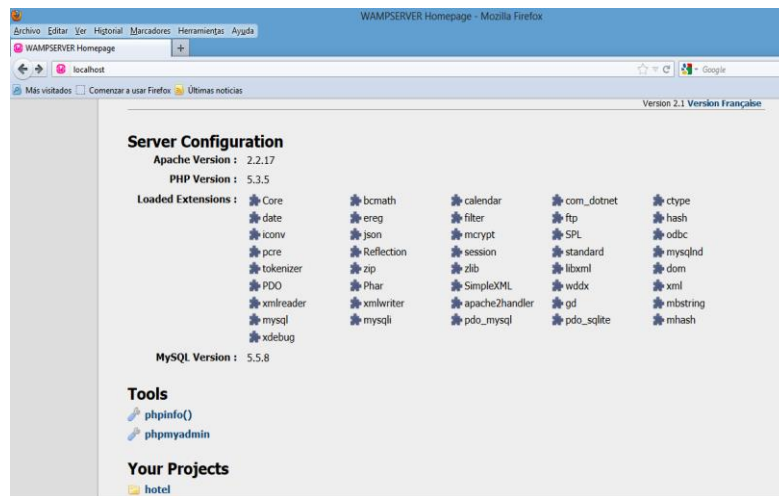 WAMPSERVER Homepage - Mozilla Firefox
Archivo Editar Ver Historial Marcadores Herramientas Ayuda
WAMPSERVER Homepage +
localhost Google
Más visitados Comenzar a usar Firefox Últimas noticias
Version 2.1 Version Française
Server Configuration
Apache Version : 2.2.17
PHP Version : 5.3.5
Loaded Extensions : Core bcmath calendar com_dotnet ctype
date ereg filter ftp hash
iconv json mcrypt SPL odbc
pcre Reflection session standard mysqlnd
tokenizer zip zlib libxml dom
PDO Phar SimpleXML wddx xml
xmlreader xmlwriter apache2handler gd mbstring
mysql mysqli pdo_mysql pdo_sqlite mhash
xdebug
MySQL Version : 5.5.8
Tools
phpinfo()
phpmyadmin
Your Projects
hotel